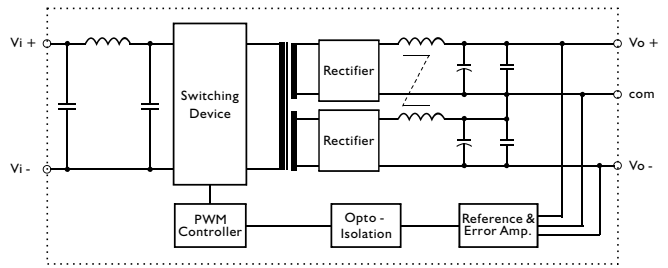 Vi +
Vo +
Rectifier
Switching
Device
com
Rectifier
Vi -
Vo -
PWM
Controller
Opto -
Isolation
Reference &
Error Amp.